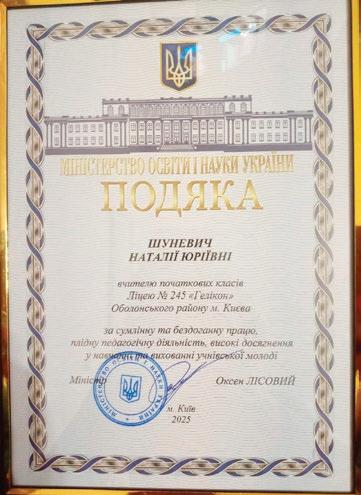 МІНІСТЕРСТВО ОСВІТИ І НАУКИ УКРАЇНИ
ПОДЯКА
ШУНЕВИЧ
НАТАЛІЇ ЮРІЇВНІ
вчителю початкових класів
Ліцею № 245 «Гелікон»
Оболонського району м. Києва
за сумлінну та бездоганну працю,
плідну педагогічну діяльність, високі досягнення
у навчанні та вихованні учнівської молоді
Міністр Оксен ЛІСОВИЙ
м. Київ
2025